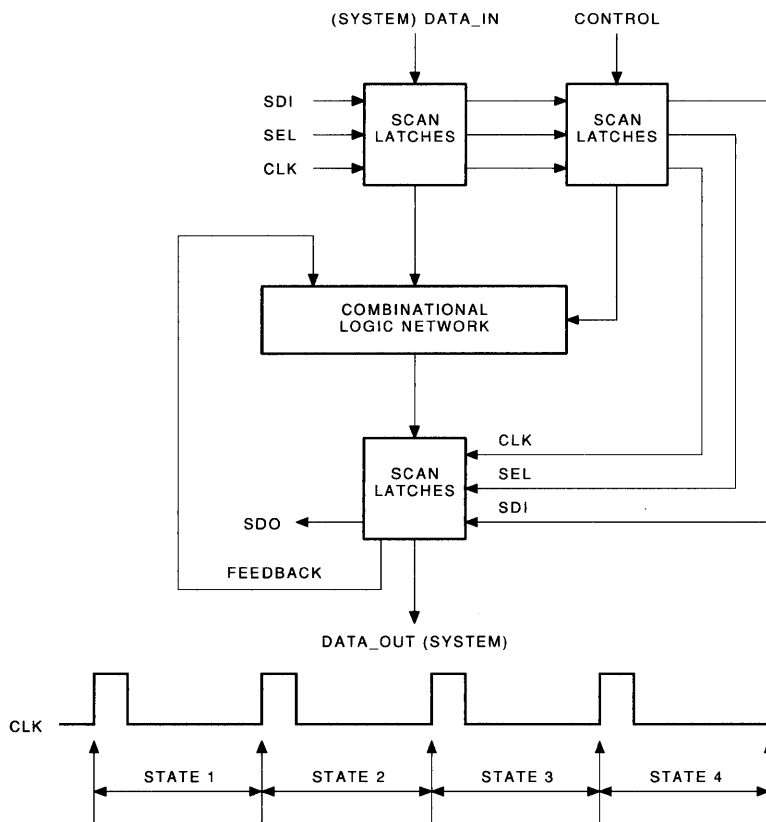 (SYSTEM) DATA_IN
CONTROL
SDI
SEL
CLK
SCAN
LATCHES
SCAN
LATCHES
COMBINATIONAL
LOGIC NETWORK
SCAN
LATCHES
CLK
SEL
SDI
SDO
FEEDBACK
DATA_OUT (SYSTEM)
CLK
STATE 1
STATE 2
STATE 3
STATE 4